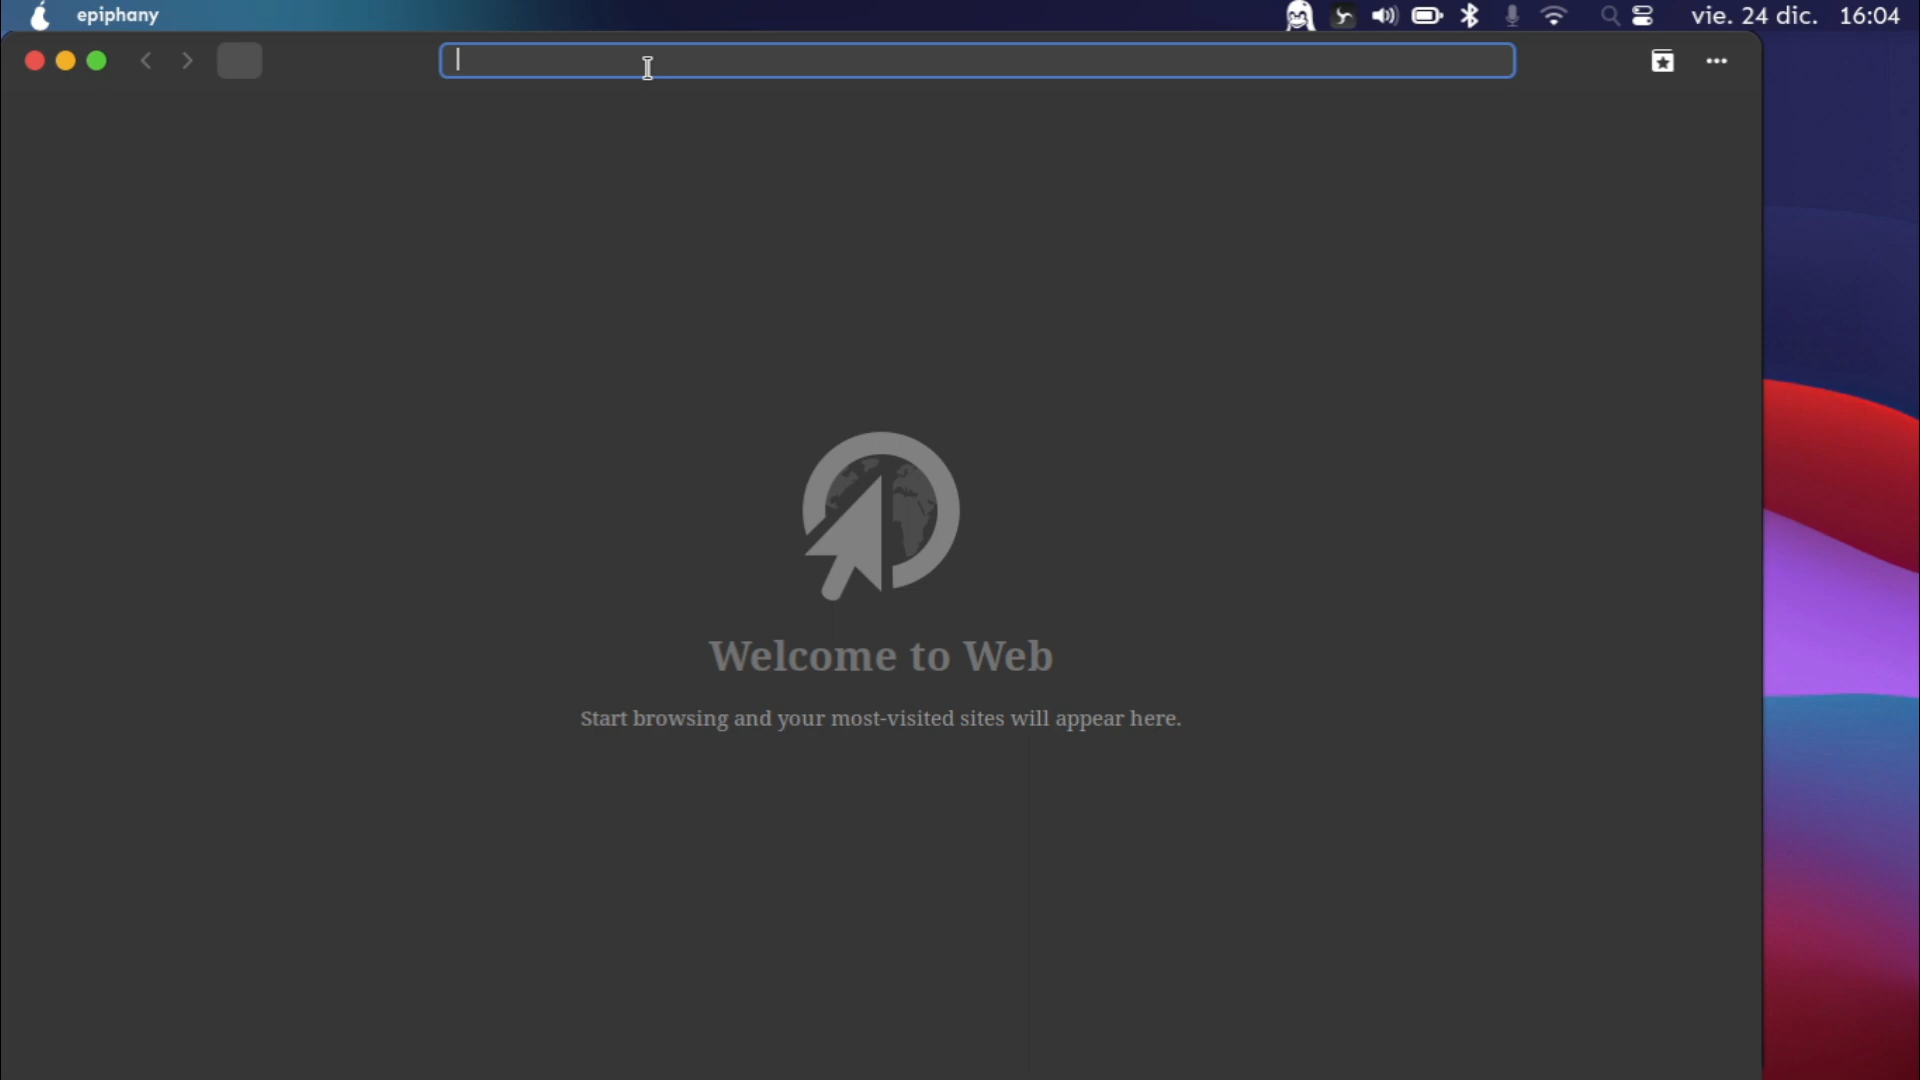 epiphany
vie. 24 dic. 16:04
Welcome to Web
Start browsing and your most-visited sites will appear here.